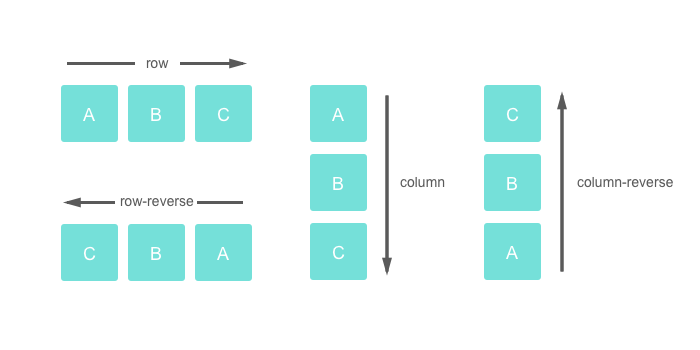 row
A B C
row-reverse
C B A
A
B
C
column
C
B
A
column-reverse